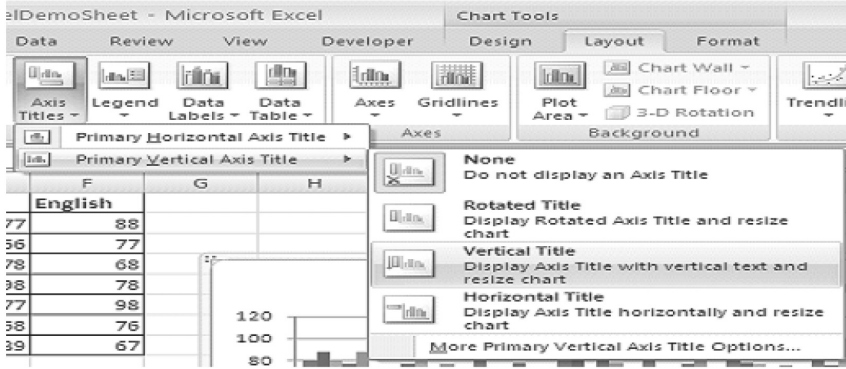 elDemoSheet - Microsoft Excel Chart Tools
Data Review View Developer Design Layout Format
Axis Titles Legend Data Labels Data Table Axes Gridlines Plot Area Chart Wall Chart Floor 3-D Rotation Trendli
Axes Background
Primary Horizontal Axis Title
Primary Vertical Axis Title
None
Do not display an Axis Title
Rotated Title
Display Rotated Axis Title and resize
chart
Vertical Title
Display Axis Title with vertical text and
resize chart
Horizontal Title
Display Axis Title horizontally and resize
chart
More Primary Vertical Axis Title Options...
F G H
English
77 88
66 77
78 68
98 78
77 98
68 76
89 67
120
100
80